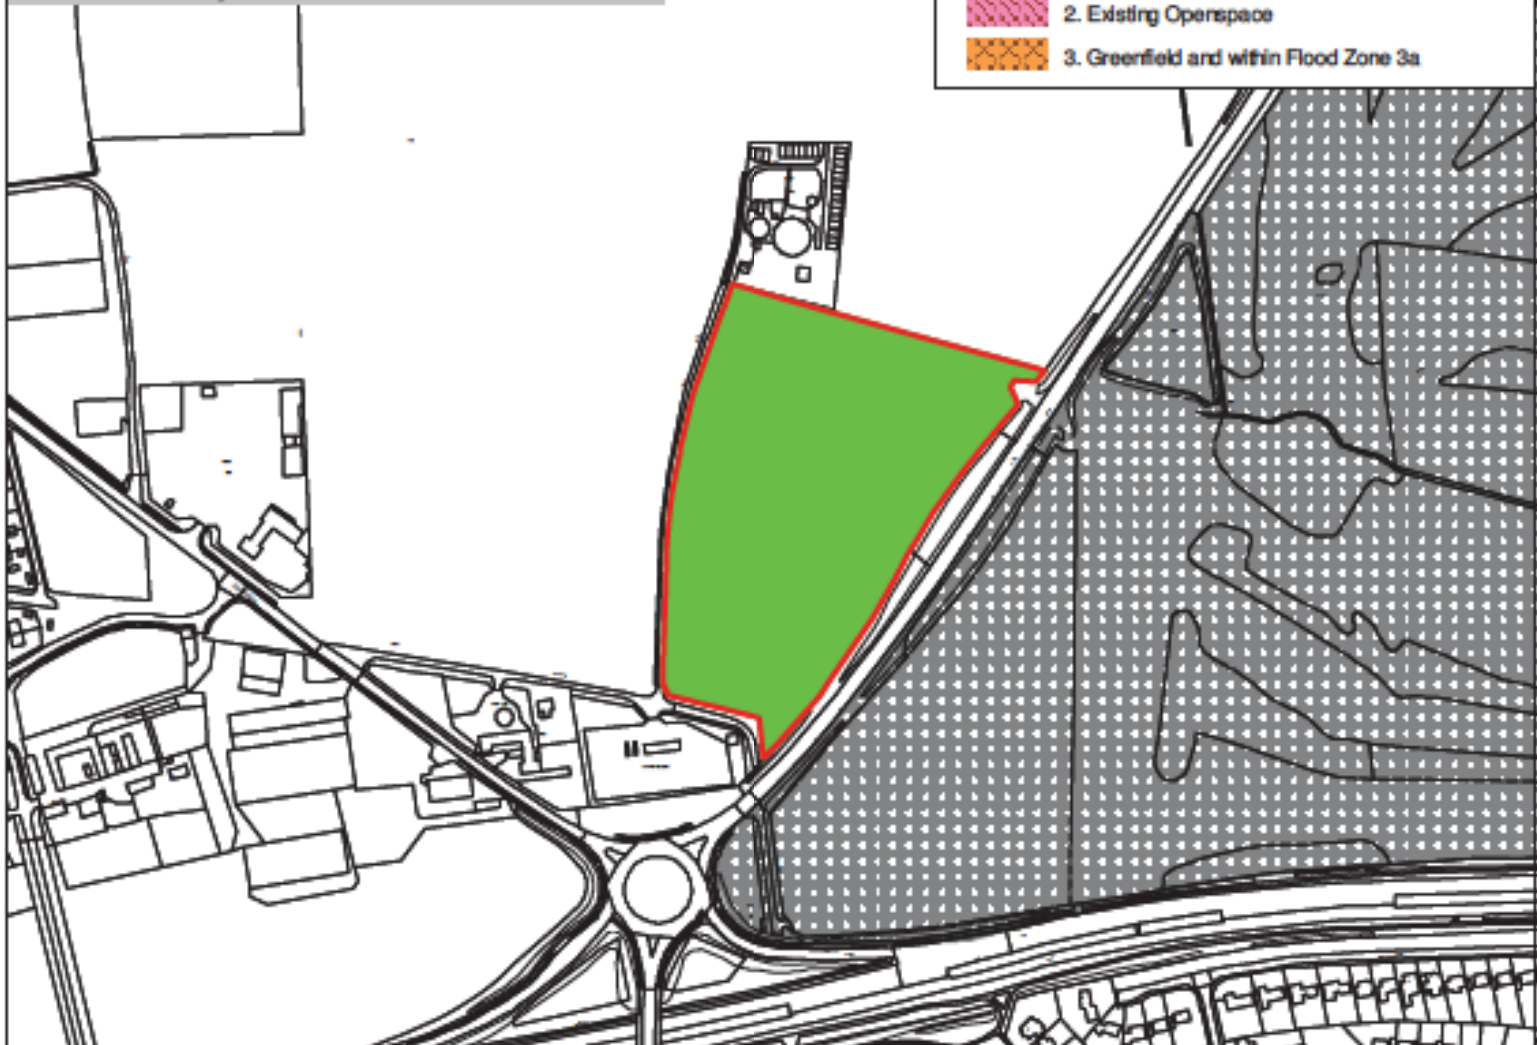 2. Existing Openspace
3. Greenfield and within Flood Zone 3a